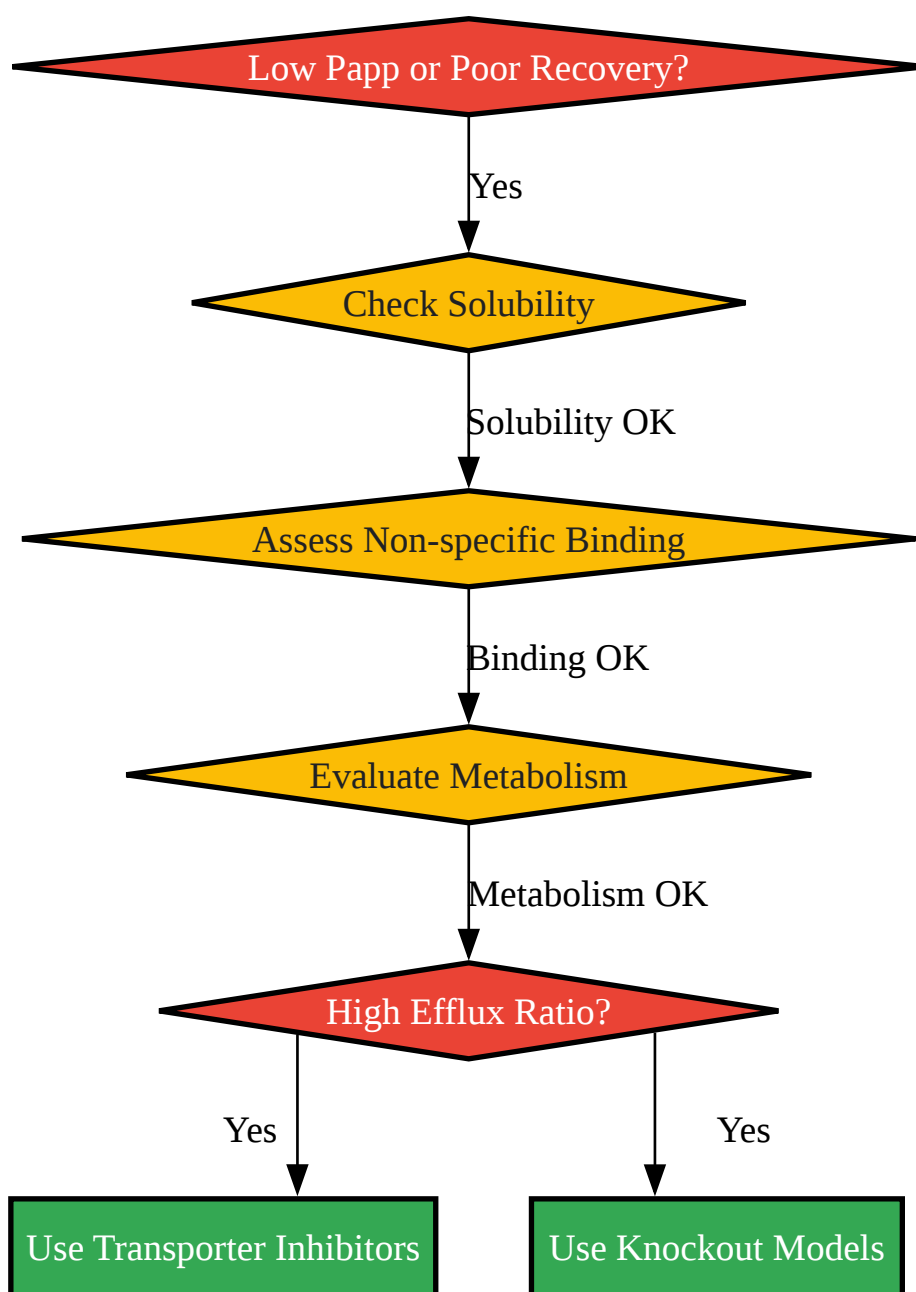 Low Papp or Poor Recovery?
Yes
Check Solubility
Solubility OK
Assess Non-specific Binding
Binding OK
Evaluate Metabolism
Metabolism OK
High Efflux Ratio?
Yes
Yes
Use Transporter Inhibitors
Use Knockout Models